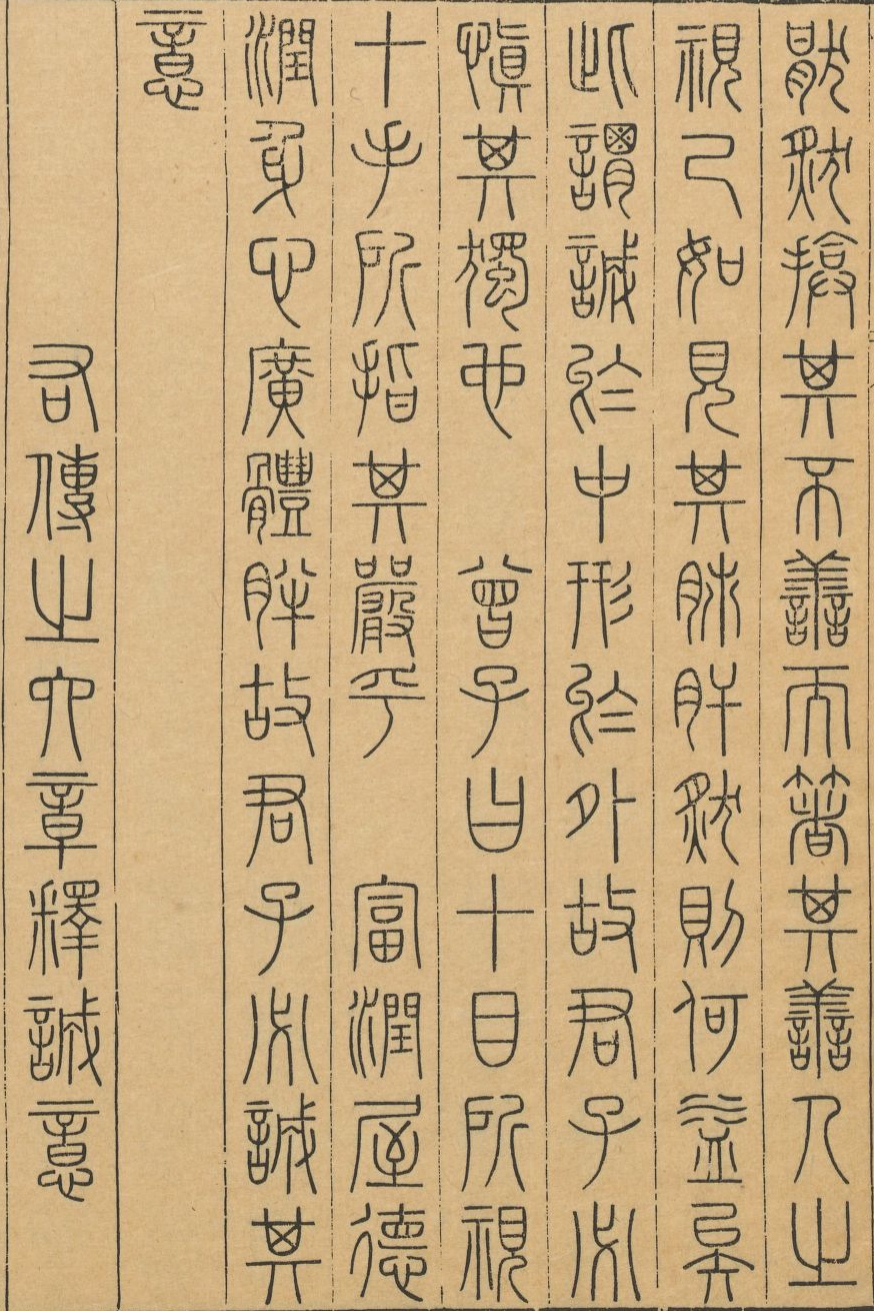 厭然揜其不善而著其善人之
視己如見其肺肝然則何益矣
此謂誠於中形於外故君子必
慎其獨也　曾子曰十目所視
十手所指其嚴乎　富潤屋德
潤身心廣體胖故君子必誠其
意
右傳之六章釋誠意